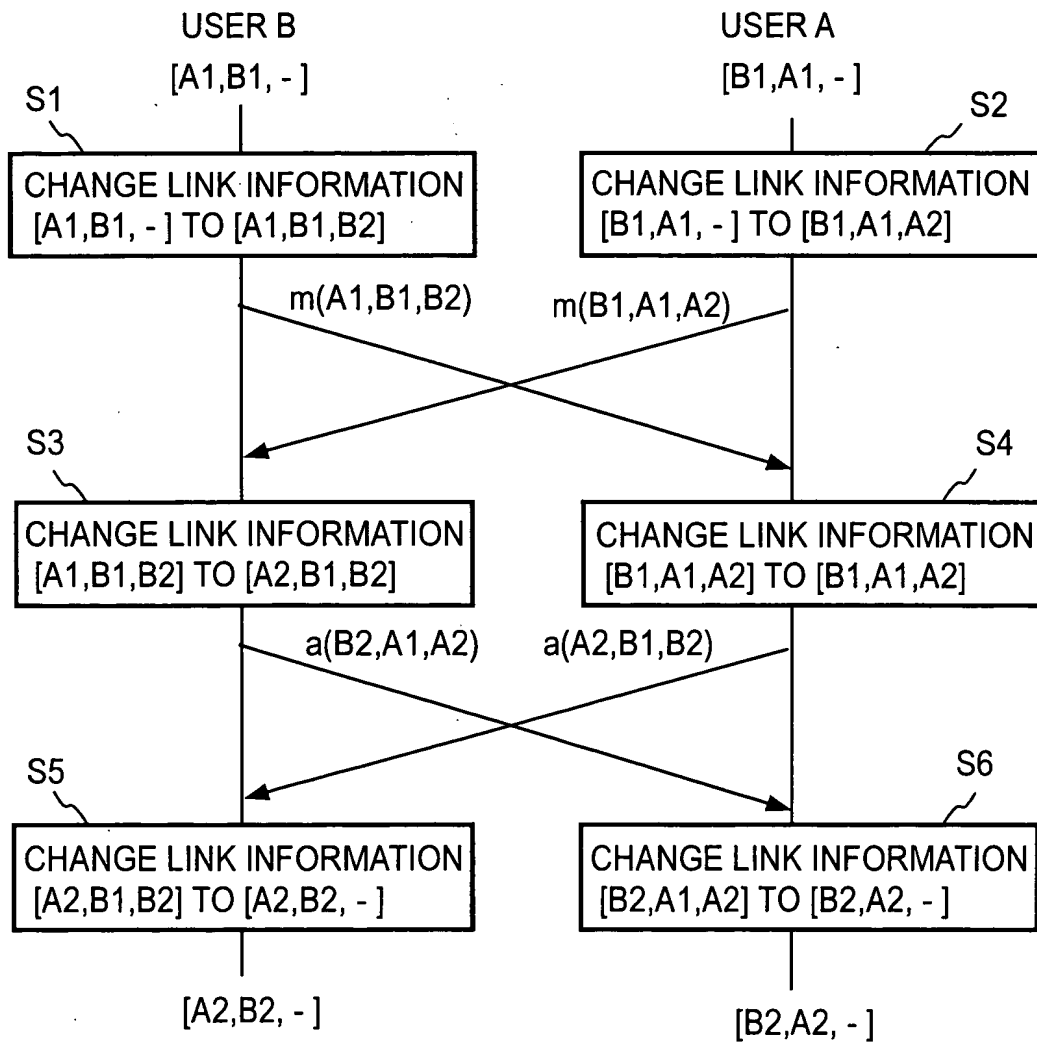 USER B
USER A
[A1,B1, - ]
[B1,A1, - ]
S1
S2
CHANGE LINK INFORMATION
[A1,B1, - ] TO [A1,B1,B2]
CHANGE LINK INFORMATION
[B1,A1, - ] TO [B1,A1,A2]
m(A1,B1,B2)
m(B1,A1,A2)
S3
S4
CHANGE LINK INFORMATION
[A1,B1,B2] TO [A2,B1,B2]
CHANGE LINK INFORMATION
[B1,A1,A2] TO [B1,A1,A2]
a(B2,A1,A2)
a(A2,B1,B2)
S5
S6
CHANGE LINK INFORMATION
[A2,B1,B2] TO [A2,B2, - ]
CHANGE LINK INFORMATION
[B2,A1,A2] TO [B2,A2, - ]
[A2,B2, - ]
[B2,A2, - ]